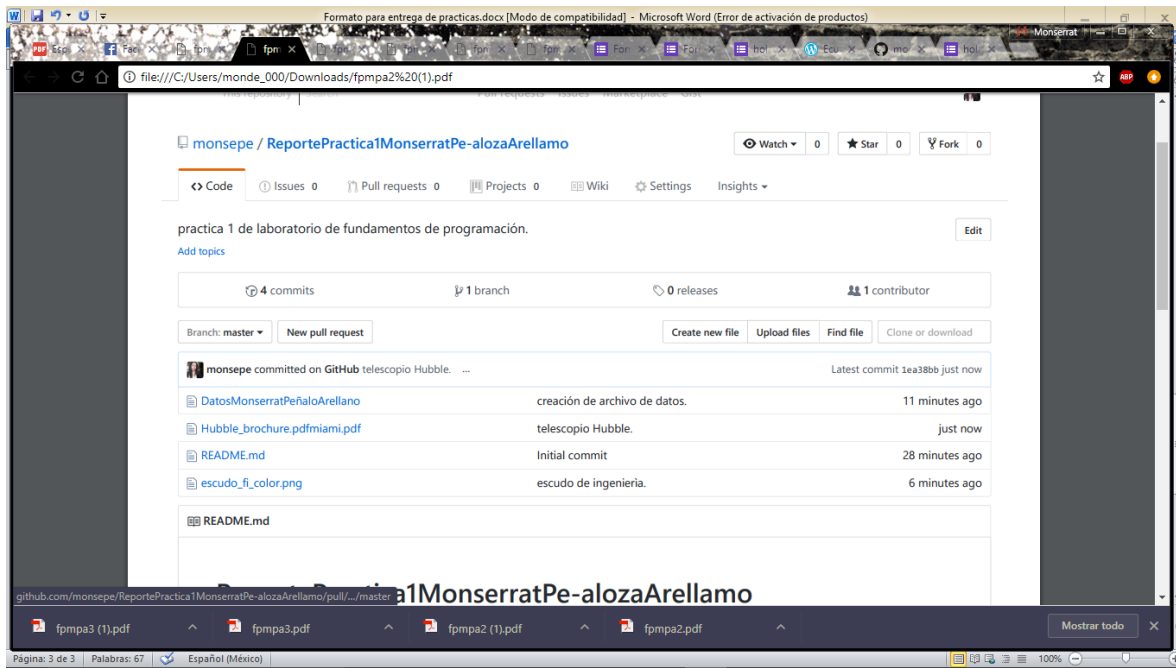 Formato para entrega de practicas.docx [Modo de compatibilidad] - Microsoft Word (Error de activación de productos)
Monserrat
file:///C:/Users/monde_000/Downloads/fpmpa2%20(1).pdf
ABP
monsepe / ReportePractica1MonserratPe-alozaArellamo
Watch 0 Star 0 Fork 0
Code Issues 0 Pull requests 0 Projects 0 Wiki Settings Insights
practica 1 de laboratorio de fundamentos de programación.
Edit
Add topics
4 commits 1 branch 0 releases 1 contributor
Branch: master New pull request Create new file Upload files Find file Clone or download
monsepe committed on GitHub telescopio Hubble. ... Latest commit 1ea38bb just now
DatosMonserratPeñaloArellano creación de archivo de datos. 11 minutes ago
Hubble_brochure.pdfmiami.pdf telescopio Hubble. just now
README.md Initial commit 28 minutes ago
escudo_fi_color.png escudo de ingenieria. 6 minutes ago
README.md
a1MonserratPe-alozaArellamo
github.com/monsepe/ReportePractica1MonserratPe-alozaArellamo/pull/.../master
fpmpa3 (1).pdf fpmpa3.pdf fpmpa2 (1).pdf fpmpa2.pdf Mostrar todo
Página: 3 de 3 Palabras: 67 Español (México) 100%